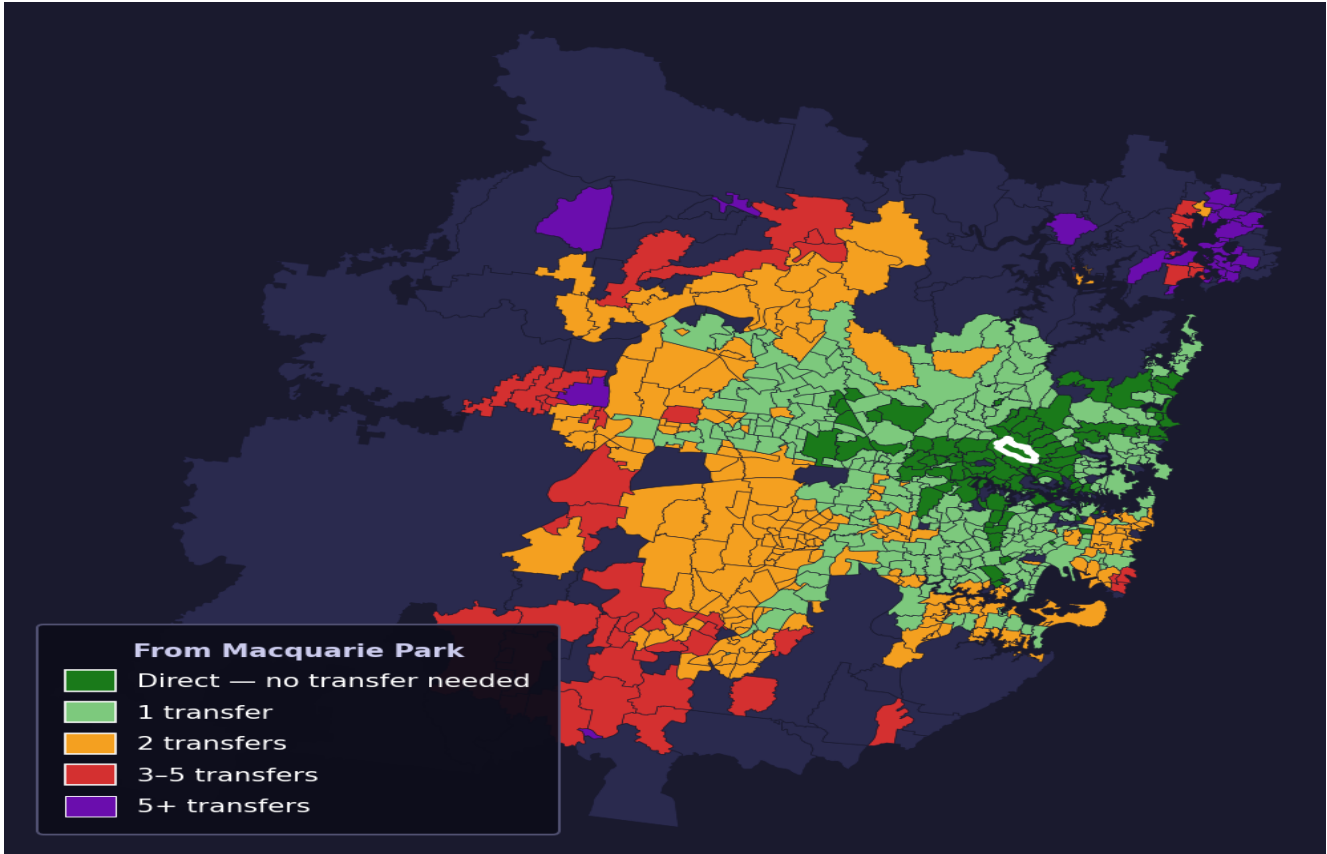 From Macquarie Park
Direct — no transfer needed
1 transfer
2 transfers
3–5 transfers
5+ transfers